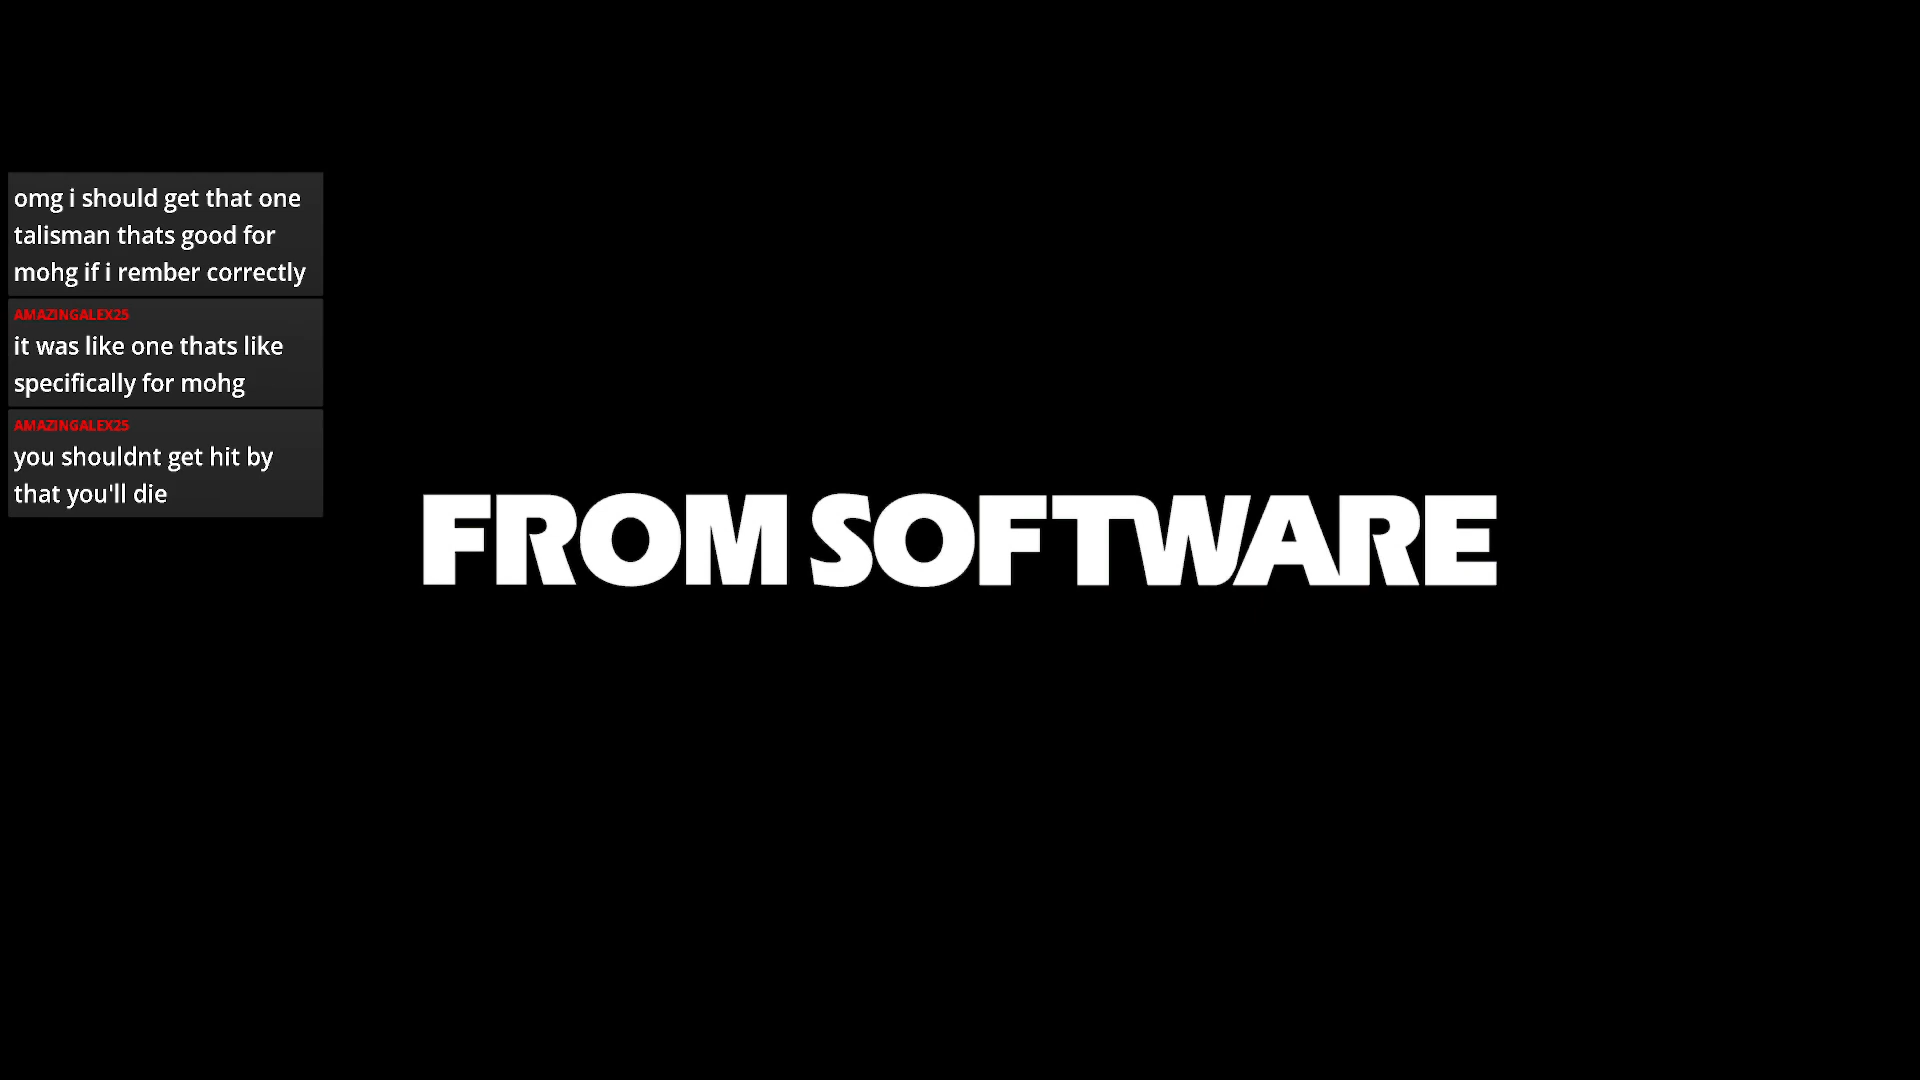 omg i should get that one
talisman thats good for
mohg if i rember correctly
AMAZINGALEX25
it was like one thats like
specifically for mohg
AMAZINGALEX25
you shouldnt get hit by
that you'll die
FROM SOFTWARE